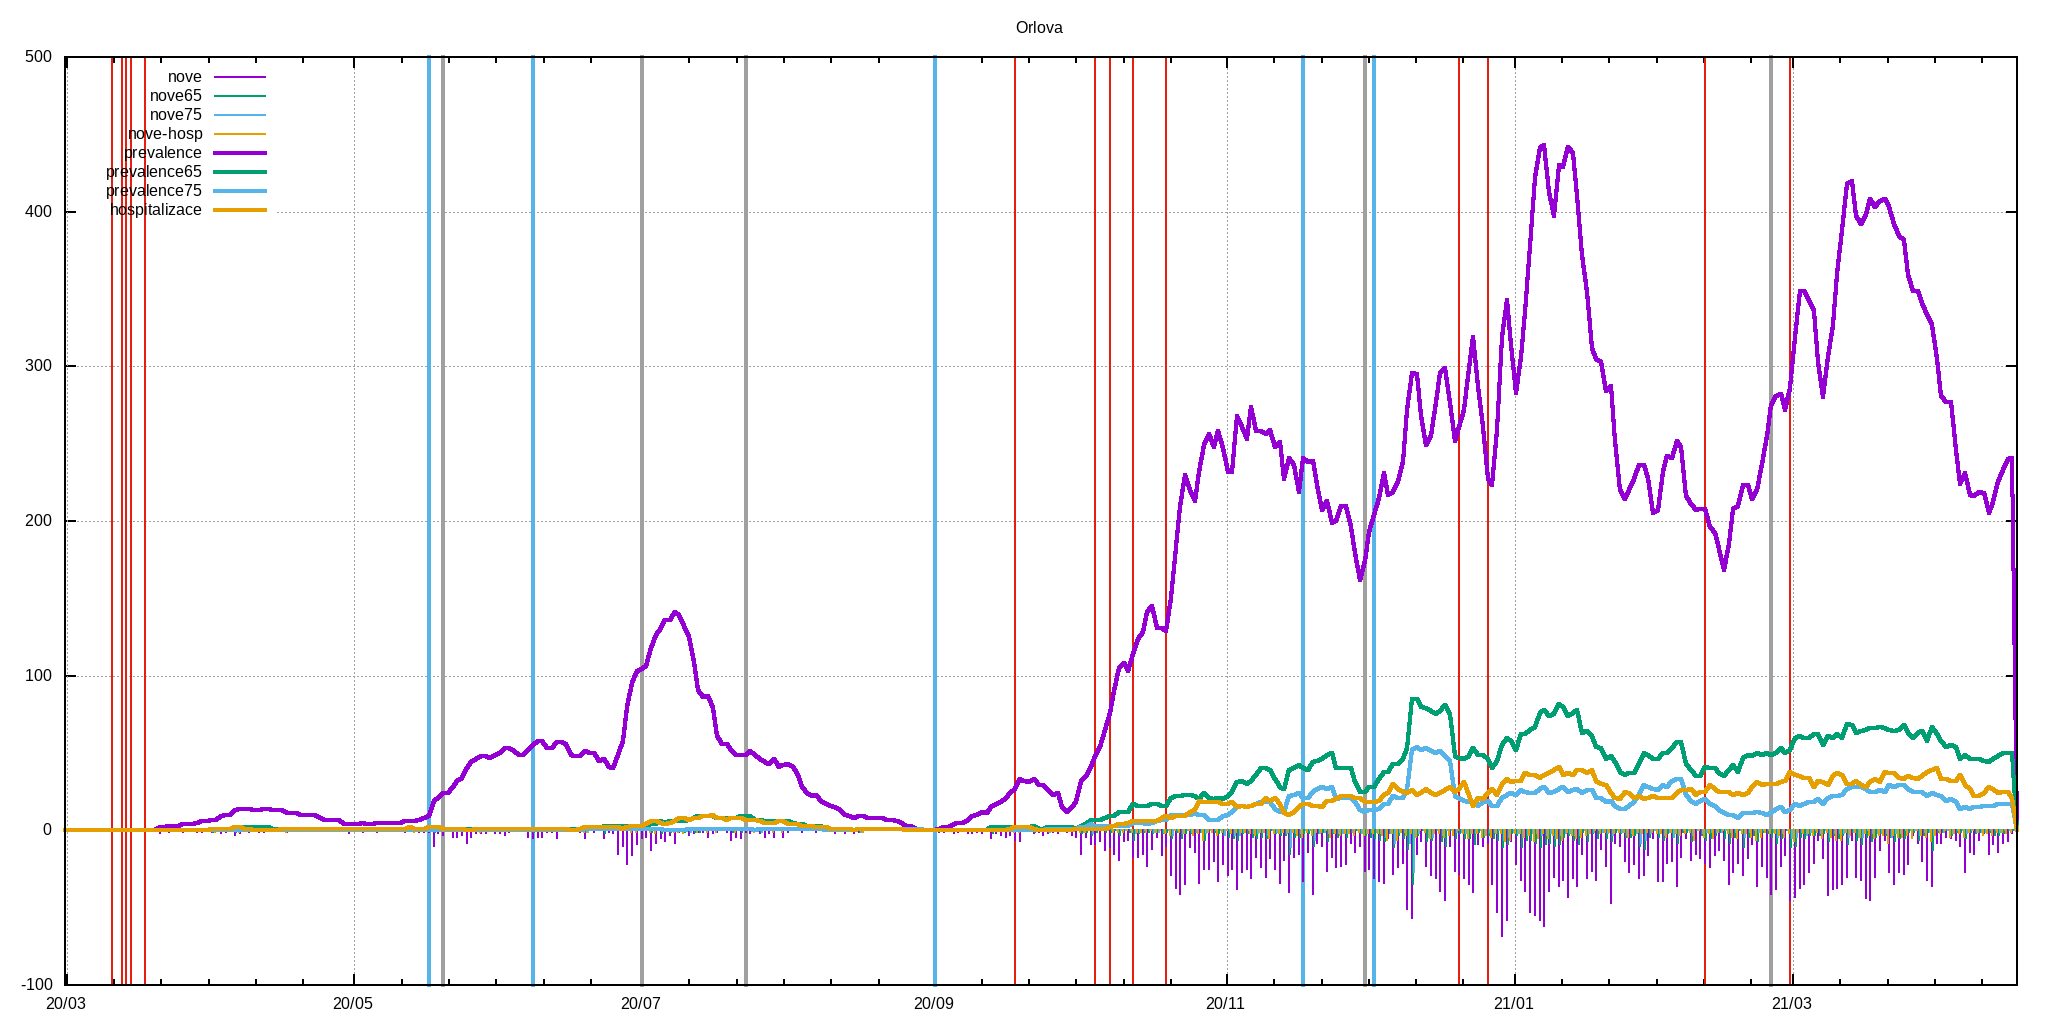 Orlova
500
400
300
200
100
0
-100
nove
nove65
nove75
nove-hosp
prevalence
prevalence65
prevalence75
hospitalizace
20/03 20/05 20/07 20/09 20/11 21/01 21/03